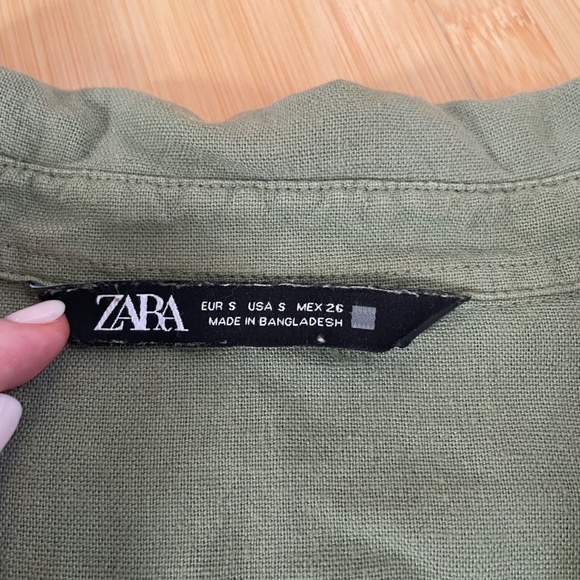 ZARA
EUR S USA S MEX 26
MADE IN BANGLADESH